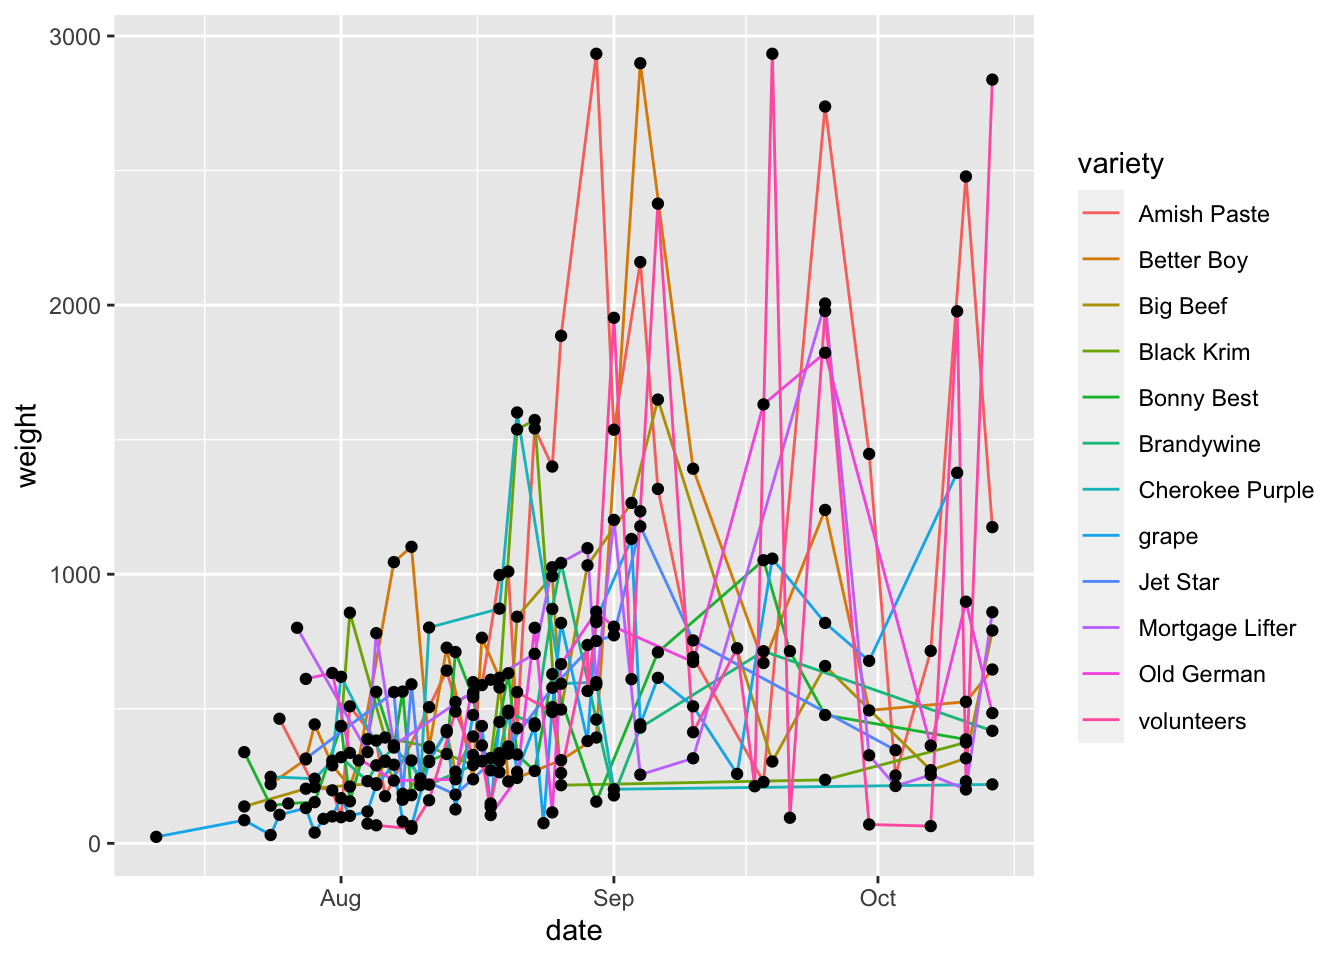 3000
2000
1000
0
weight
Aug
Sep
Oct
date
variety
Amish Paste
Better Boy
Big Beef
Black Krim
Bonny Best
Brandywine
Cherokee Purple
grape
Jet Star
Mortgage Lifter
Old German
volunteers